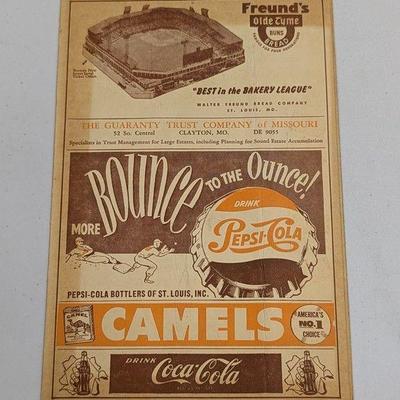 Freund's
Olde Tyme
BUNS
BREAD
"BEST in the BAKERY LEAGUE"
WALTER FREUND BREAD COMPANY
ST. LOUIS, MO.
THE GUARANTY TRUST COMPANY of MISSOURI
52 So. Central CLAYTON, MO. DE 9055
Specialists in Trust Management for Large Estates, including Planning for Sound Estate Accumulation
MORE Bounce TO THE Ounce!
DRINK
PEPSI-COLA
PEPSI-COLA BOTTLERS OF ST. LOUIS, INC.
CAMEL
CAMELS
AMERICA'S
NO. 1
CHOICE
DRINK Coca-Cola